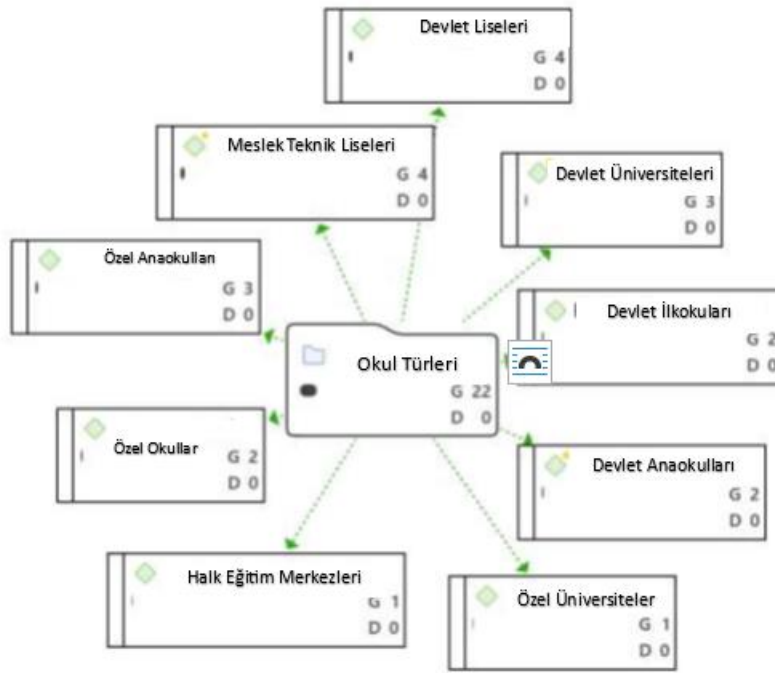 Devlet Liseleri
G 4
D 0
Meslek Teknik Liseleri
G 4
D 0
Devlet Üniversiteleri
G 3
D 0
Özel Anaokulları
G 3
D 0
Devlet İlkokuları
G 2
D 0
Okul Türleri
G 22
D 0
Özel Okullar
G 2
D 0
Devlet Anaokulları
G 2
D 0
Halk Eğitim Merkezleri
G 1
D 0
Özel Üniversiteler
G 1
D 0